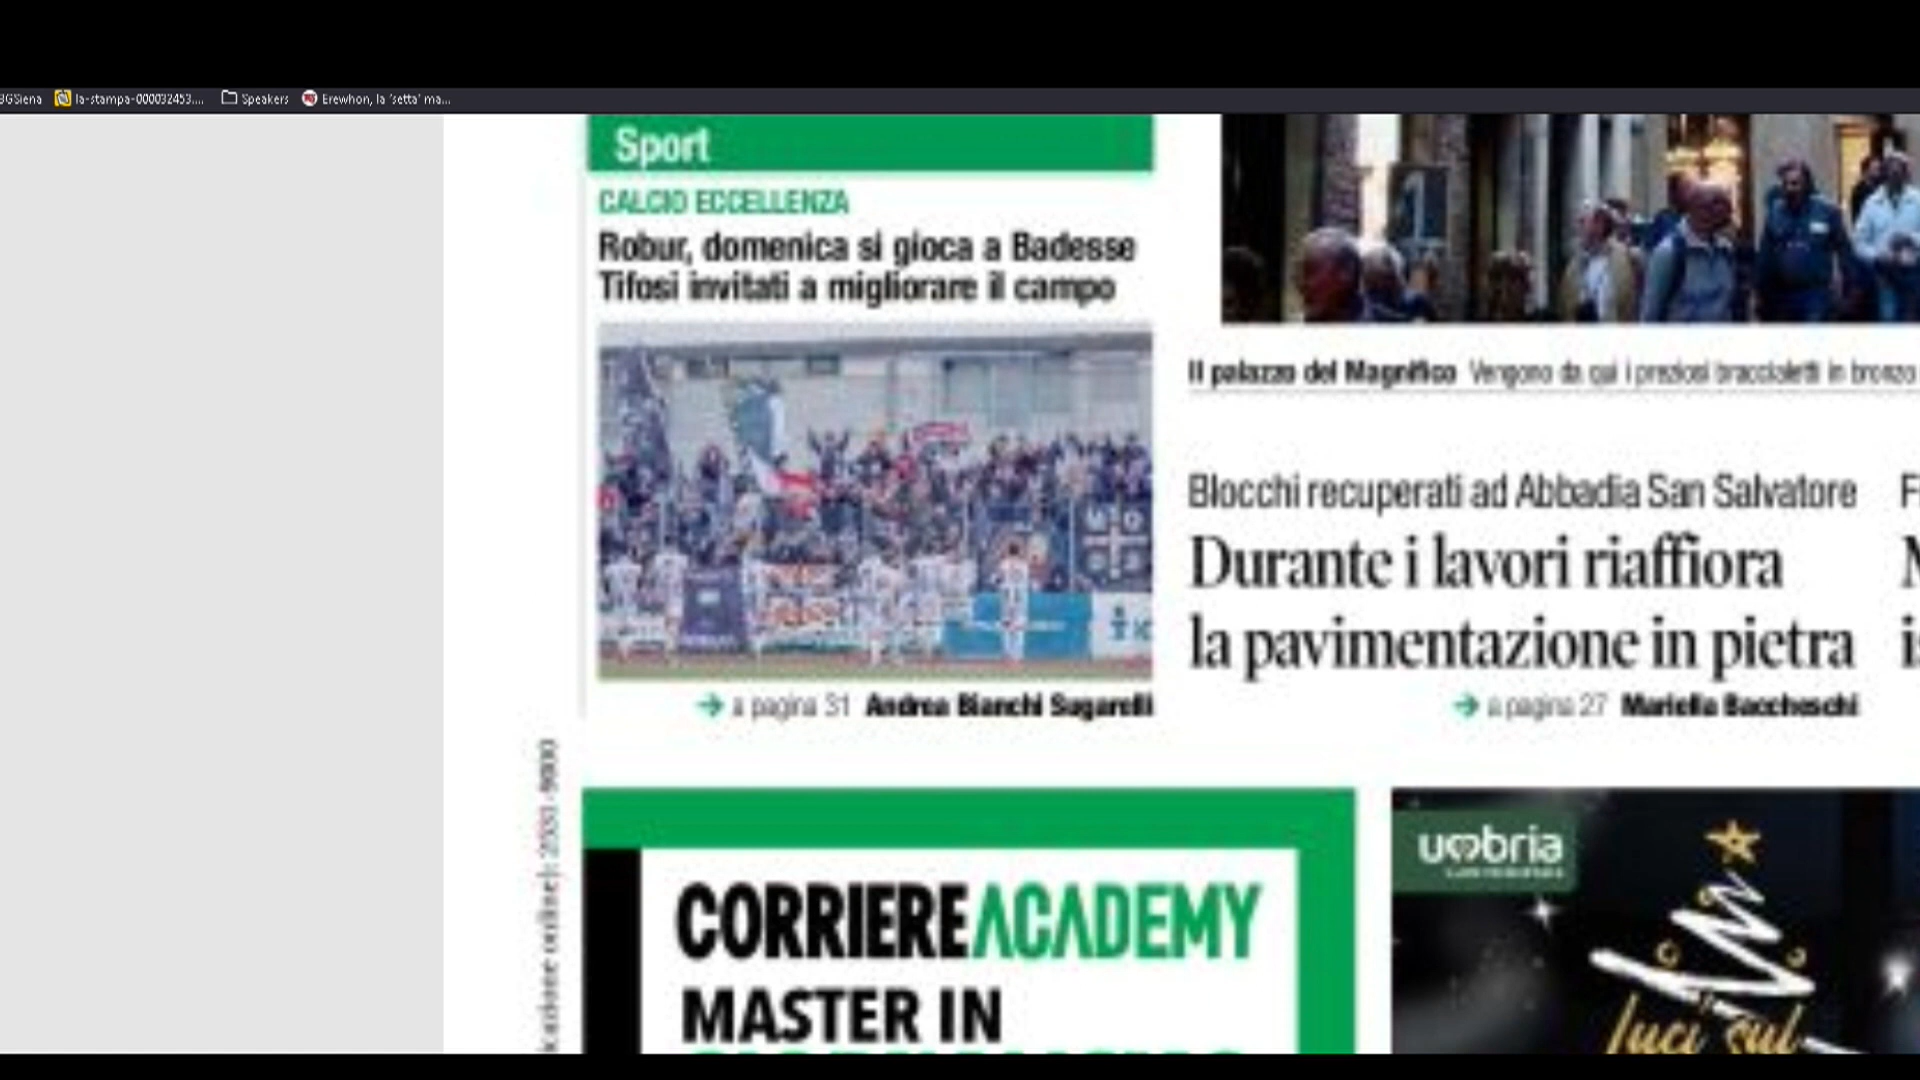 la-stampa-000032453....
Speakers
Erewhon, la 'setta' ma...
Sport
CALCIO ECCELLENZA
Robur, domenica si gioca a Badesse
Tifosi invitati a migliorare il campo
a pagina 31 Andrea Bianchi Sugarelli
Il palazzo del Magnifico Vengono da qui i preziosi braccialetti in bronzo
Blocchi recuperati ad Abbadia San Salvatore
Durante i lavori riaffiora
la pavimentazione in pietra
a pagina 27 Mariella Baccheschi
CORRIERE ACADEMY
MASTER IN
umbria
luci sul